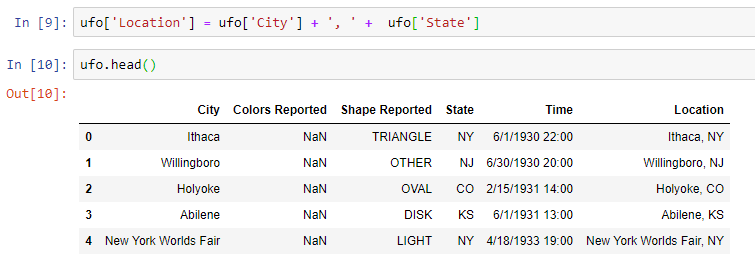 In [9]: ufo['Location'] = ufo['City'] + ', ' +  ufo['State']
In [10]: ufo.head()
Out[10]:
City Colors Reported Shape Reported State Time Location
0 Ithaca NaN TRIANGLE NY 6/1/1930 22:00 Ithaca, NY
1 Willingboro NaN OTHER NJ 6/30/1930 20:00 Willingboro, NJ
2 Holyoke NaN OVAL CO 2/15/1931 14:00 Holyoke, CO
3 Abilene NaN DISK KS 6/1/1931 13:00 Abilene, KS
4 New York Worlds Fair NaN LIGHT NY 4/18/1933 19:00 New York Worlds Fair, NY